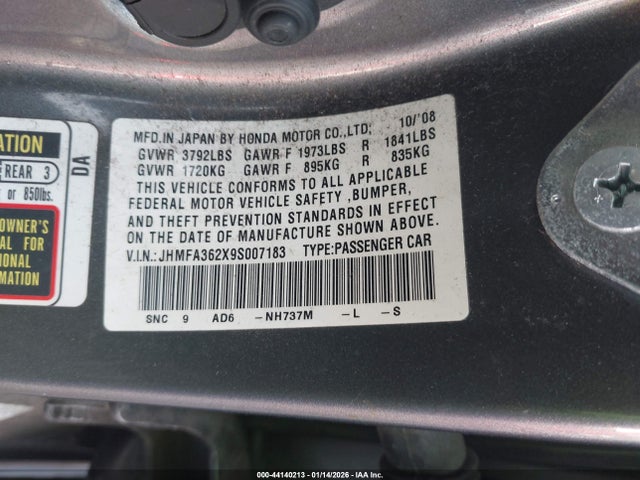 ATION
REAR 3
or 850lbs.
OWNER'S
AL FOR
IONAL
RMATION
DA
MFD.IN JAPAN BY HONDA MOTOR CO.,LTD; 10/'08
GVWR 3792LBS GAWR F 1973LBS R 1841LBS
GVWR 1720KG GAWR F 895KG R 835KG
THIS VEHICLE CONFORMS TO ALL APPLICABLE
FEDERAL MOTOR VEHICLE SAFETY ,BUMPER,
AND THEFT PREVENTION STANDARDS IN EFFECT
ON THE DATE OF MANUFACTURE SHOWN ABOVE.
V.I.N.:JHMFA362X9S007183 TYPE:PASSENGER CAR
SNC 9 AD6 -NH737M -L -S
000-44140213 - 01/14/2026 - IAA Inc.